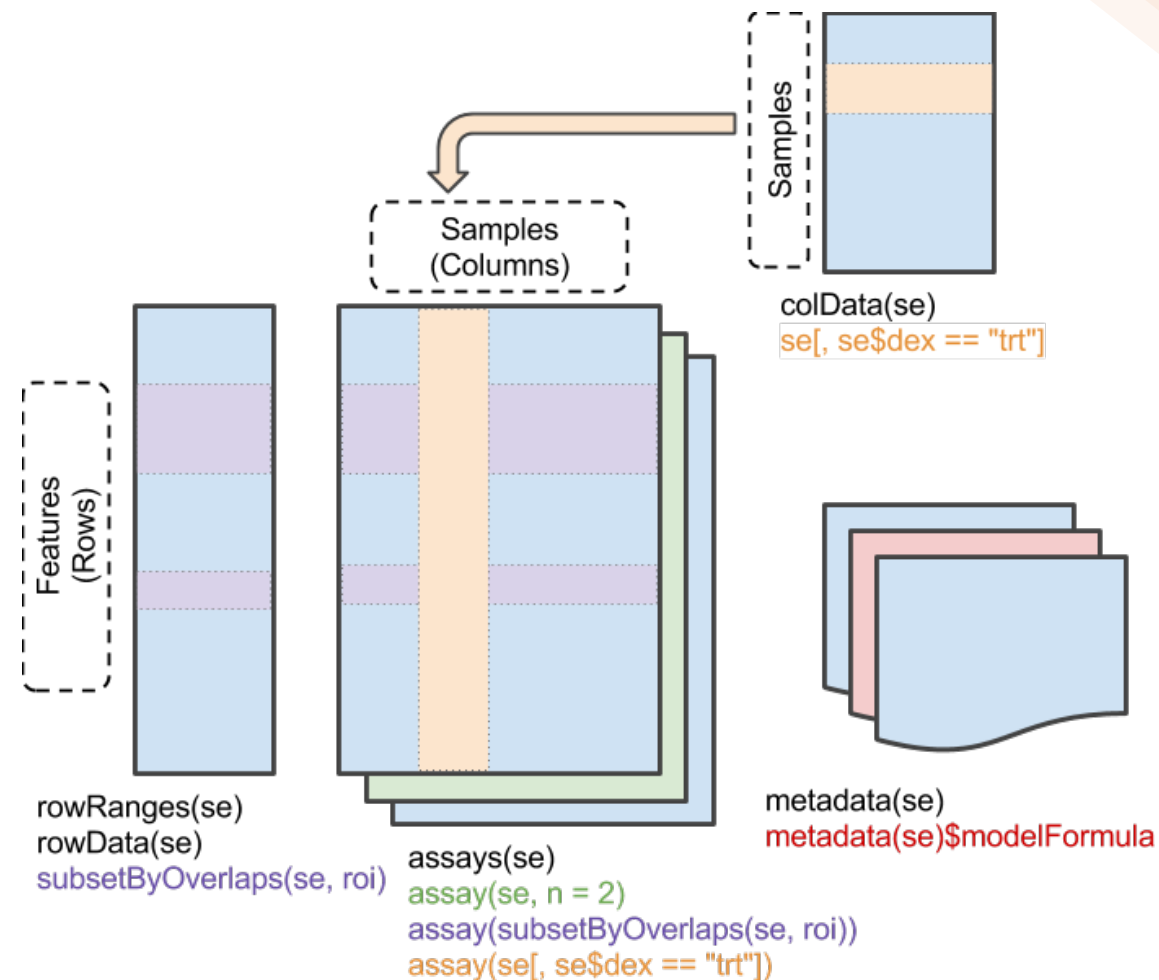 Samples
Samples
(Columns)
colData(se)
se[, se$dex == "trt"]
Features
(Rows)
rowRanges(se)
rowData(se)
subsetByOverlaps(se, roi)
assays(se)
assay(se, n = 2)
assay(subsetByOverlaps(se, roi))
assay(se[, se$dex == "trt"])
metadata(se)
metadata(se)$modelFormula